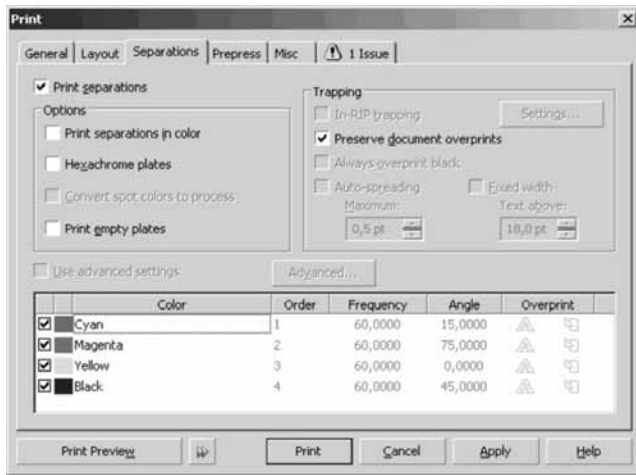 Print
General Layout Separations Prepress Misc 1 Issue
Print separations
Options
Print separations in color
Hexachrome plates
Convert spot colors to process
Print empty plates
Trapping
In-RIP trapping Settings...
Preserve document overprints
Always overprint black
Auto-spreading Fixed width
Maximum: Text above:
0,5 pt 18,0 pt
Use advanced settings Advanced...
Color Order Frequency Angle Overprint
Cyan 1 60,0000 15,0000
Magenta 2 60,0000 75,0000
Yellow 3 60,0000 0,0000
Black 4 60,0000 45,0000
Print Preview Print Cancel Apply Help